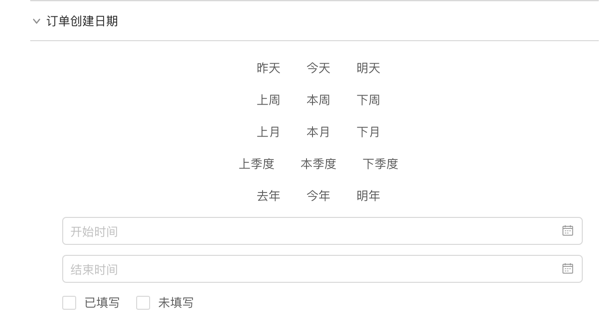 订单创建日期
昨天 今天 明天
上周 本周 下周
上月 本月 下月
上季度 本季度 下季度
去年 今年 明年
开始时间
结束时间
已填写 未填写